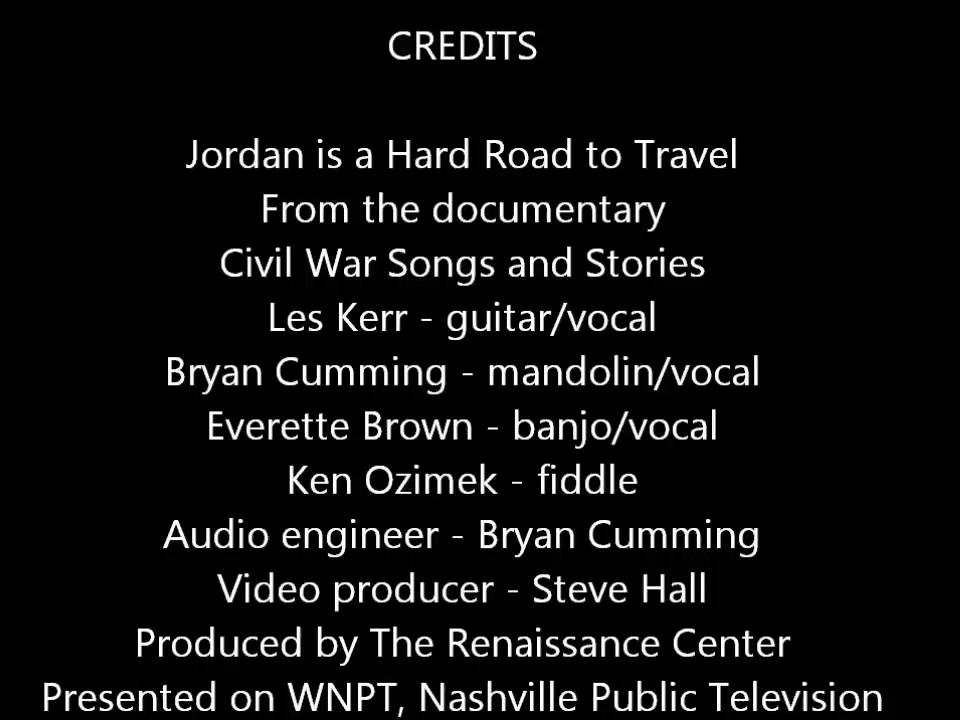 CREDITS
Jordan is a Hard Road to Travel
From the documentary
Civil War Songs and Stories
Les Kerr - guitar/vocal
Bryan Cumming - mandolin/vocal
Everette Brown - banjo/vocal
Ken Ozimek - fiddle
Audio engineer - Bryan Cumming
Video producer - Steve Hall
Produced by The Renaissance Center
Presented on WNPT, Nashville Public Television